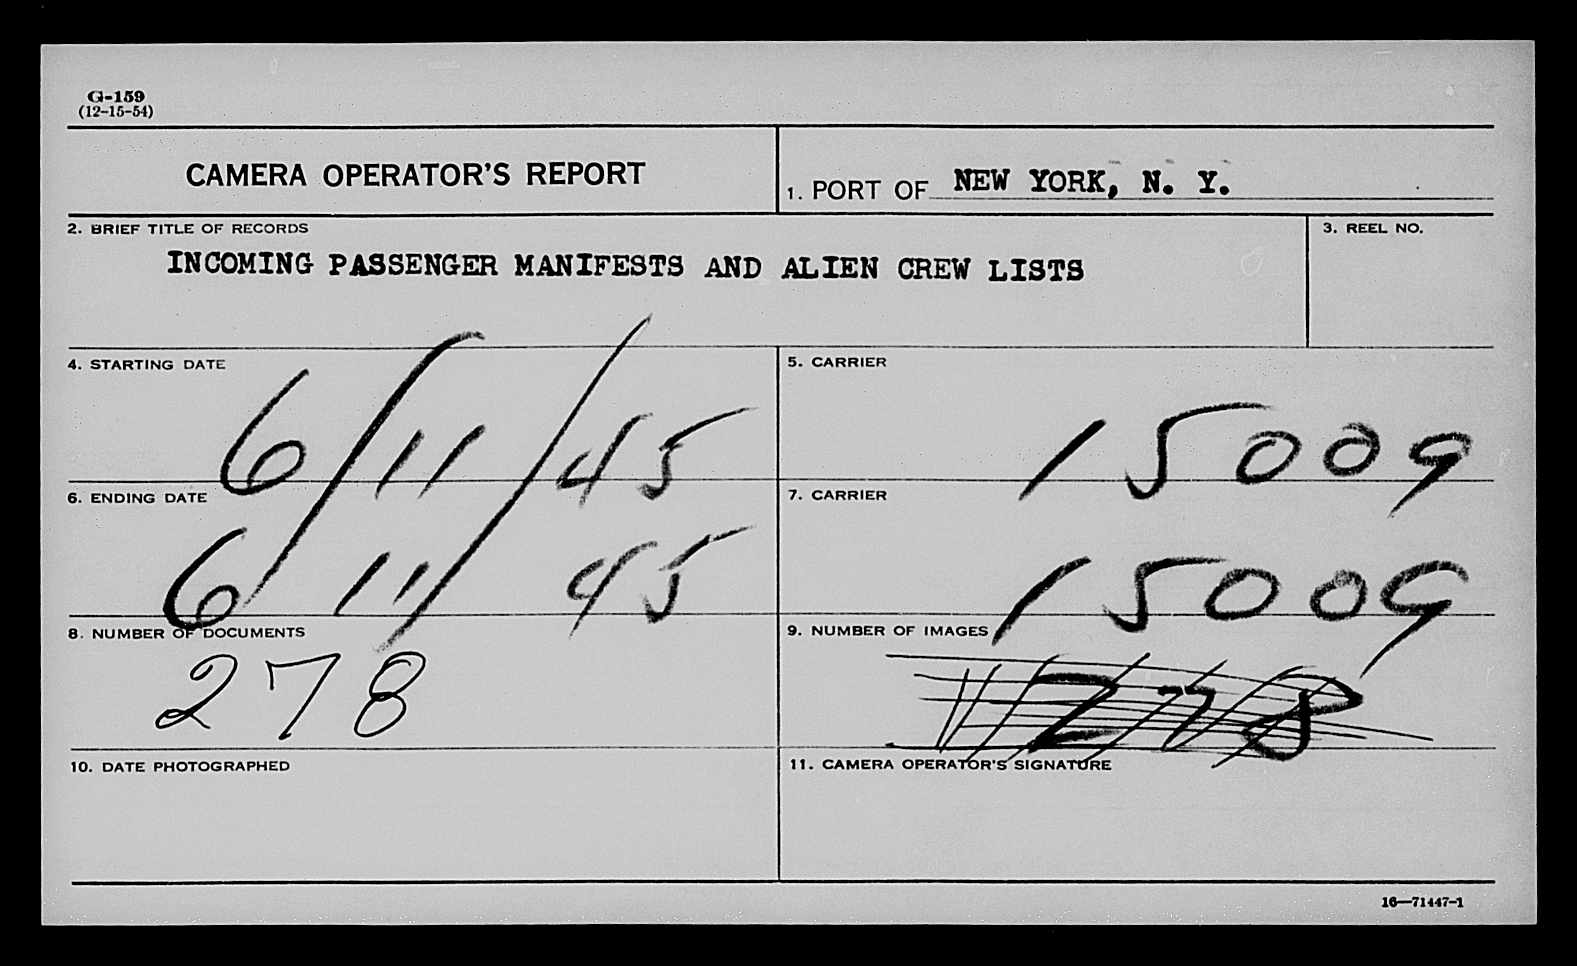 G-159
(12-15-54)
CAMERA OPERATOR'S REPORT
1. PORT OF NEW YORK, N. Y.
2. BRIEF TITLE OF RECORDS
INCOMING PASSENGER MANIFESTS AND ALIEN CREW LISTS
3. REEL NO.
4. STARTING DATE
6/11/45
5. CARRIER
15009
6. ENDING DATE
6/11/45
7. CARRIER
15009
8. NUMBER OF DOCUMENTS
278
9. NUMBER OF IMAGES
278
10. DATE PHOTOGRAPHED
11. CAMERA OPERATOR'S SIGNATURE
16—71447-1